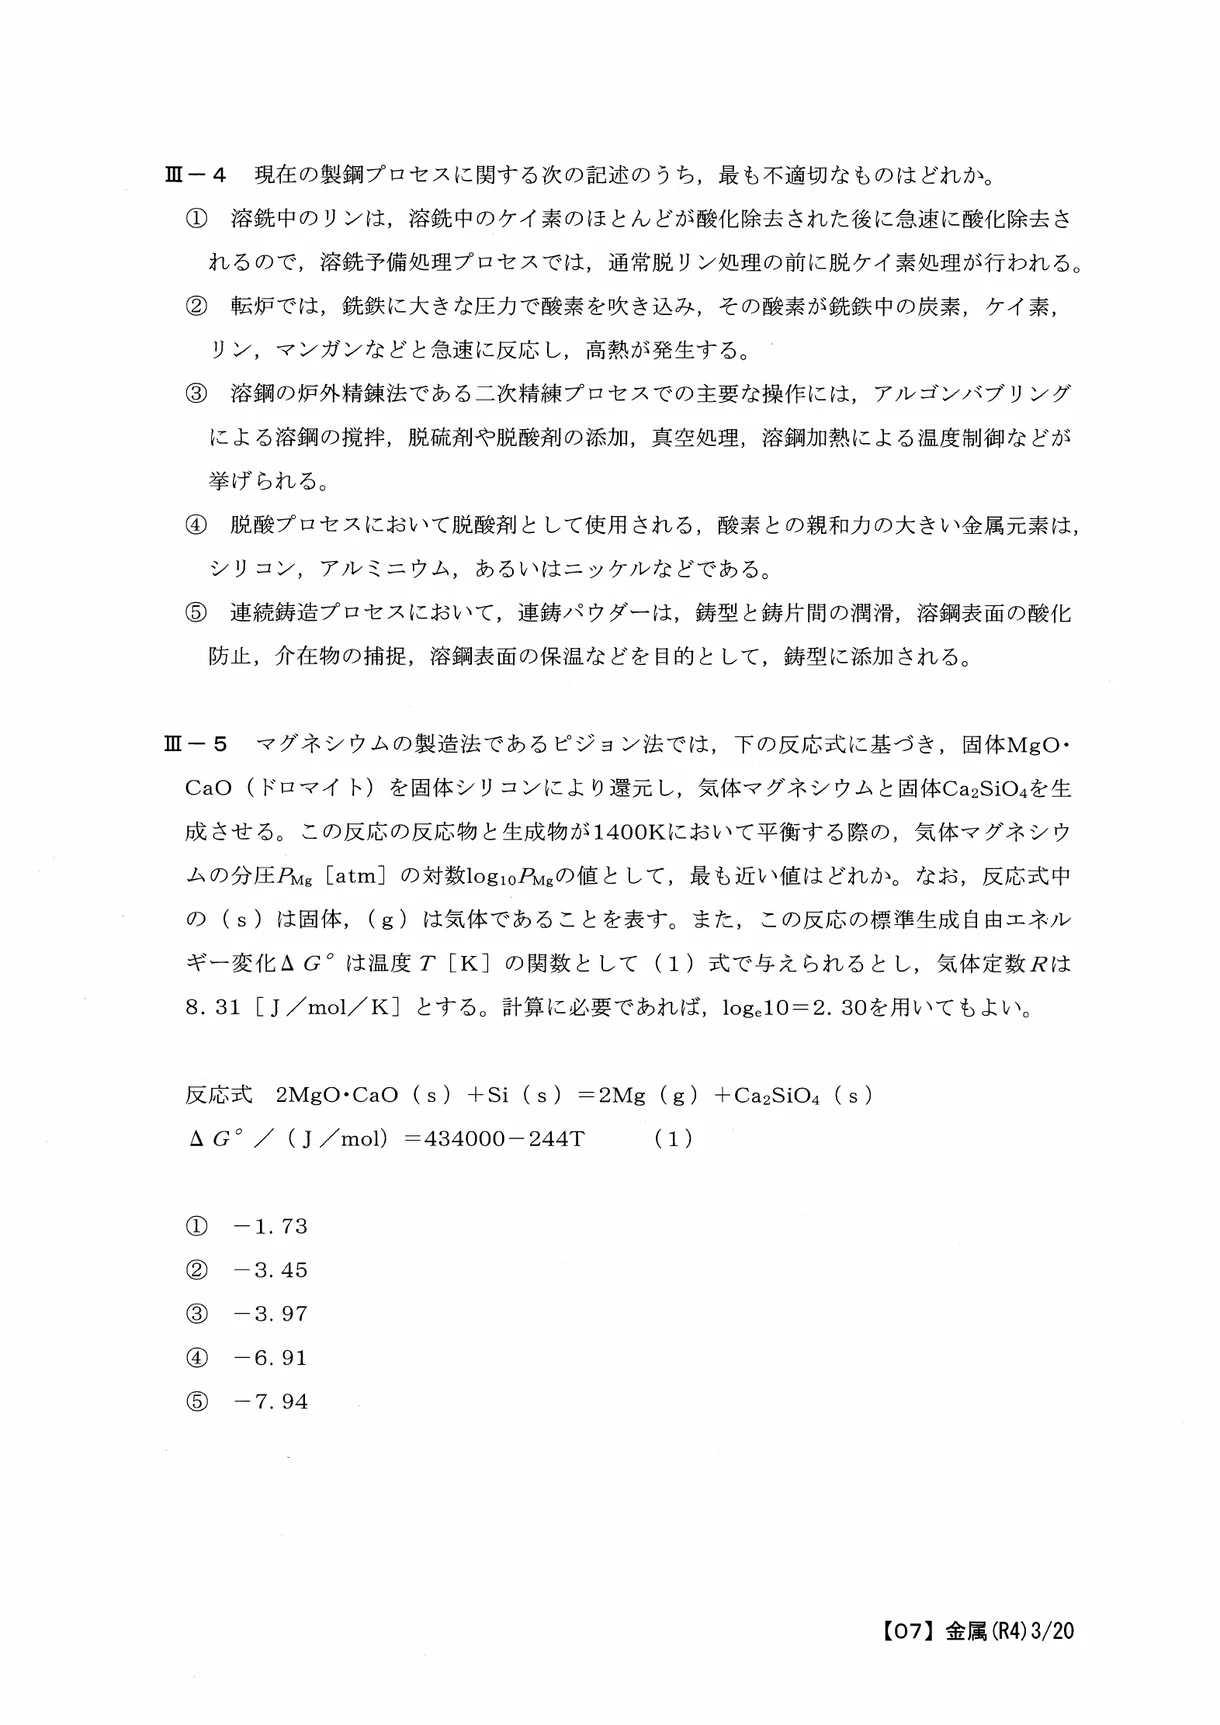 Ⅲ－4　現在の製鋼プロセスに関する次の記述のうち，最も不適切なものはどれか。
①　溶銑中のリンは，溶銑中のケイ素のほとんどが酸化除去された後に急速に酸化除去さ
れるので，溶銑予備処理プロセスでは，通常脱リン処理の前に脱ケイ素処理が行われる。
②　転炉では，銑鉄に大きな圧力で酸素を吹き込み，その酸素が銑鉄中の炭素，ケイ素，
リン，マンガンなどと急速に反応し，高熱が発生する。
③　溶鋼の炉外精錬法である二次精練プロセスでの主要な操作には，アルゴンバブリング
による溶鋼の撹拌，脱硫剤や脱酸剤の添加，真空処理，溶鋼加熱による温度制御などが
挙げられる。
④　脱酸プロセスにおいて脱酸剤として使用される，酸素との親和力の大きい金属元素は，
シリコン，アルミニウム，あるいはニッケルなどである。
⑤　連続鋳造プロセスにおいて，連鋳パウダーは，鋳型と鋳片間の潤滑，溶鋼表面の酸化
防止，介在物の捕捉，溶鋼表面の保温などを目的として，鋳型に添加される。
Ⅲ－5　マグネシウムの製造法であるピジョン法では，下の反応式に基づき，固体MgO・
CaO（ドロマイト）を固体シリコンにより還元し，気体マグネシウムと固体Ca₂SiO₄を生
成させる。この反応の反応物と生成物が1400Kにおいて平衡する際の，気体マグネシウ
ムの分圧P_Mg［atm］の対数log₁₀P_Mgの値として，最も近い値はどれか。なお，反応式中
の（s）は固体，（g）は気体であることを表す。また，この反応の標準生成自由エネル
ギー変化ΔG°は温度T［K］の関数として（1）式で与えられるとし，気体定数Rは
8.31［J／mol／K］とする。計算に必要であれば，logₑ10＝2.30を用いてもよい。
反応式　2MgO・CaO（s）＋Si（s）＝2Mg（g）＋Ca₂SiO₄（s）
ΔG°／（J／mol）＝434000－244T　　（1）
①　－1.73
②　－3.45
③　－3.97
④　－6.91
⑤　－7.94
【07】金属(R4)3/20